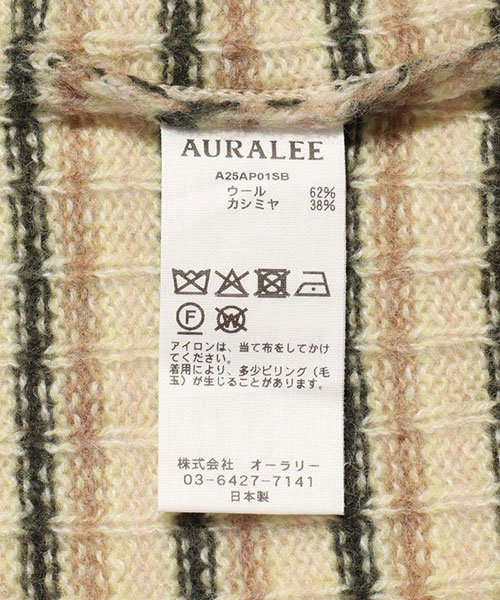 AURALEE
A25AP01SB
ウール 62%
カシミヤ 38%
F W
アイロンは、当て布をしてかけ
てください。
着用により、多少ピリング（毛
玉）が生じることがあります。
株式会社 オーラリー
03-6427-7141
日本製